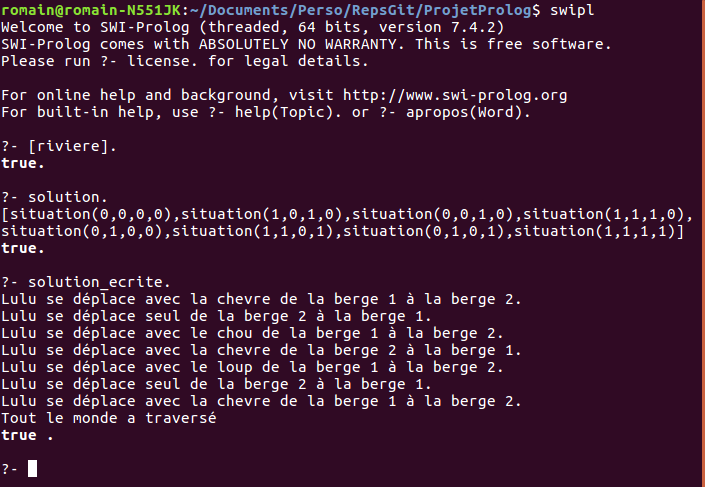 romain@romain-N551JK:~/Documents/Perso/RepsGit/ProjetProlog$ swipl
Welcome to SWI-Prolog (threaded, 64 bits, version 7.4.2)
SWI-Prolog comes with ABSOLUTELY NO WARRANTY. This is free software.
Please run ?- license. for legal details.
For online help and background, visit http://www.swi-prolog.org
For built-in help, use ?- help(Topic). or ?- apropos(Word).
?- [riviere].
true.
?- solution.
[situation(0,0,0,0),situation(1,0,1,0),situation(0,0,1,0),situation(1,1,1,0),
situation(0,1,0,0),situation(1,1,0,1),situation(0,1,0,1),situation(1,1,1,1)]
true.
?- solution_ecrite.
Lulu se déplace avec la chevre de la berge 1 à la berge 2.
Lulu se déplace seul de la berge 2 à la berge 1.
Lulu se déplace avec le chou de la berge 1 à la berge 2.
Lulu se déplace avec la chevre de la berge 2 à la berge 1.
Lulu se déplace avec le loup de la berge 1 à la berge 2.
Lulu se déplace seul de la berge 2 à la berge 1.
Lulu se déplace avec la chevre de la berge 1 à la berge 2.
Tout le monde a traversé
true .
?-